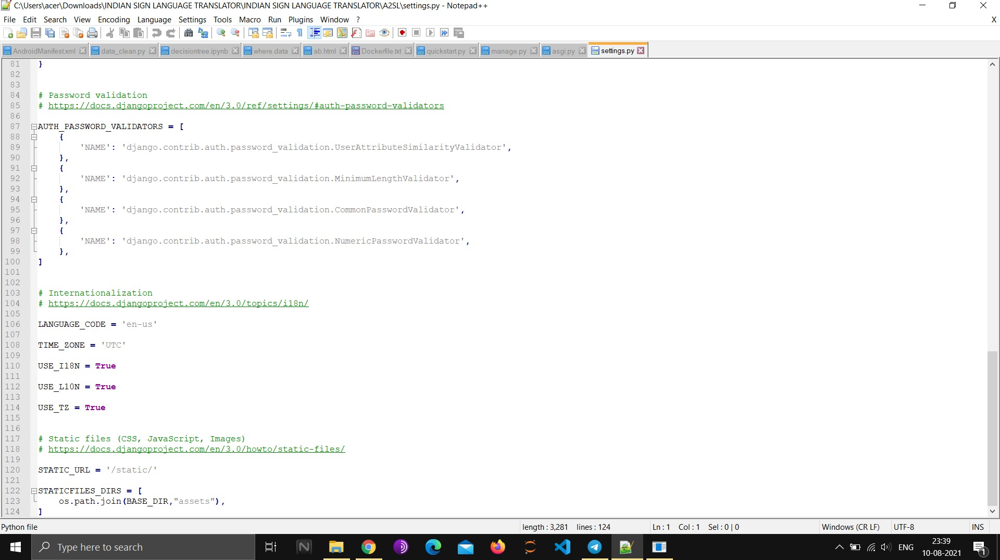 C:\Users\acer\Downloads\INDIAN SIGN LANGUAGE TRANSLATOR\INDIAN SIGN LANGUAGE TRANSLATOR\A2SL\settings.py - Notepad++
File Edit Search View Encoding Language Settings Tools Macro Run Plugins Window ? X
AndroidManifest.xml data_clean.py decisiontree.ipynb where.data ab.html Dockerfile.txt quickstart.py manage.py asgi.py settings.py
81 }
82
83
84 # Password validation
85 # https://docs.djangoproject.com/en/3.0/ref/settings/#auth-password-validators
86
87 AUTH_PASSWORD_VALIDATORS = [
88 {
89 'NAME': 'django.contrib.auth.password_validation.UserAttributeSimilarityValidator',
90 },
91 {
92 'NAME': 'django.contrib.auth.password_validation.MinimumLengthValidator',
93 },
94 {
95 'NAME': 'django.contrib.auth.password_validation.CommonPasswordValidator',
96 },
97 {
98 'NAME': 'django.contrib.auth.password_validation.NumericPasswordValidator',
99 },
100 ]
101
102
103 # Internationalization
104 # https://docs.djangoproject.com/en/3.0/topics/i18n/
105
106 LANGUAGE_CODE = 'en-us'
107
108 TIME_ZONE = 'UTC'
109
110 USE_I18N = True
111
112 USE_L10N = True
113
114 USE_TZ = True
115
116
117 # Static files (CSS, JavaScript, Images)
118 # https://docs.djangoproject.com/en/3.0/howto/static-files/
119
120 STATIC_URL = '/static/'
121
122 STATICFILES_DIRS = [
123 os.path.join(BASE_DIR,"assets"),
124 ]
Python file length : 3,281 lines : 124 Ln : 1 Col : 1 Sel : 0 | 0 Windows (CR LF) UTF-8 INS
Type here to search ENG 23:39
10-08-2021 1